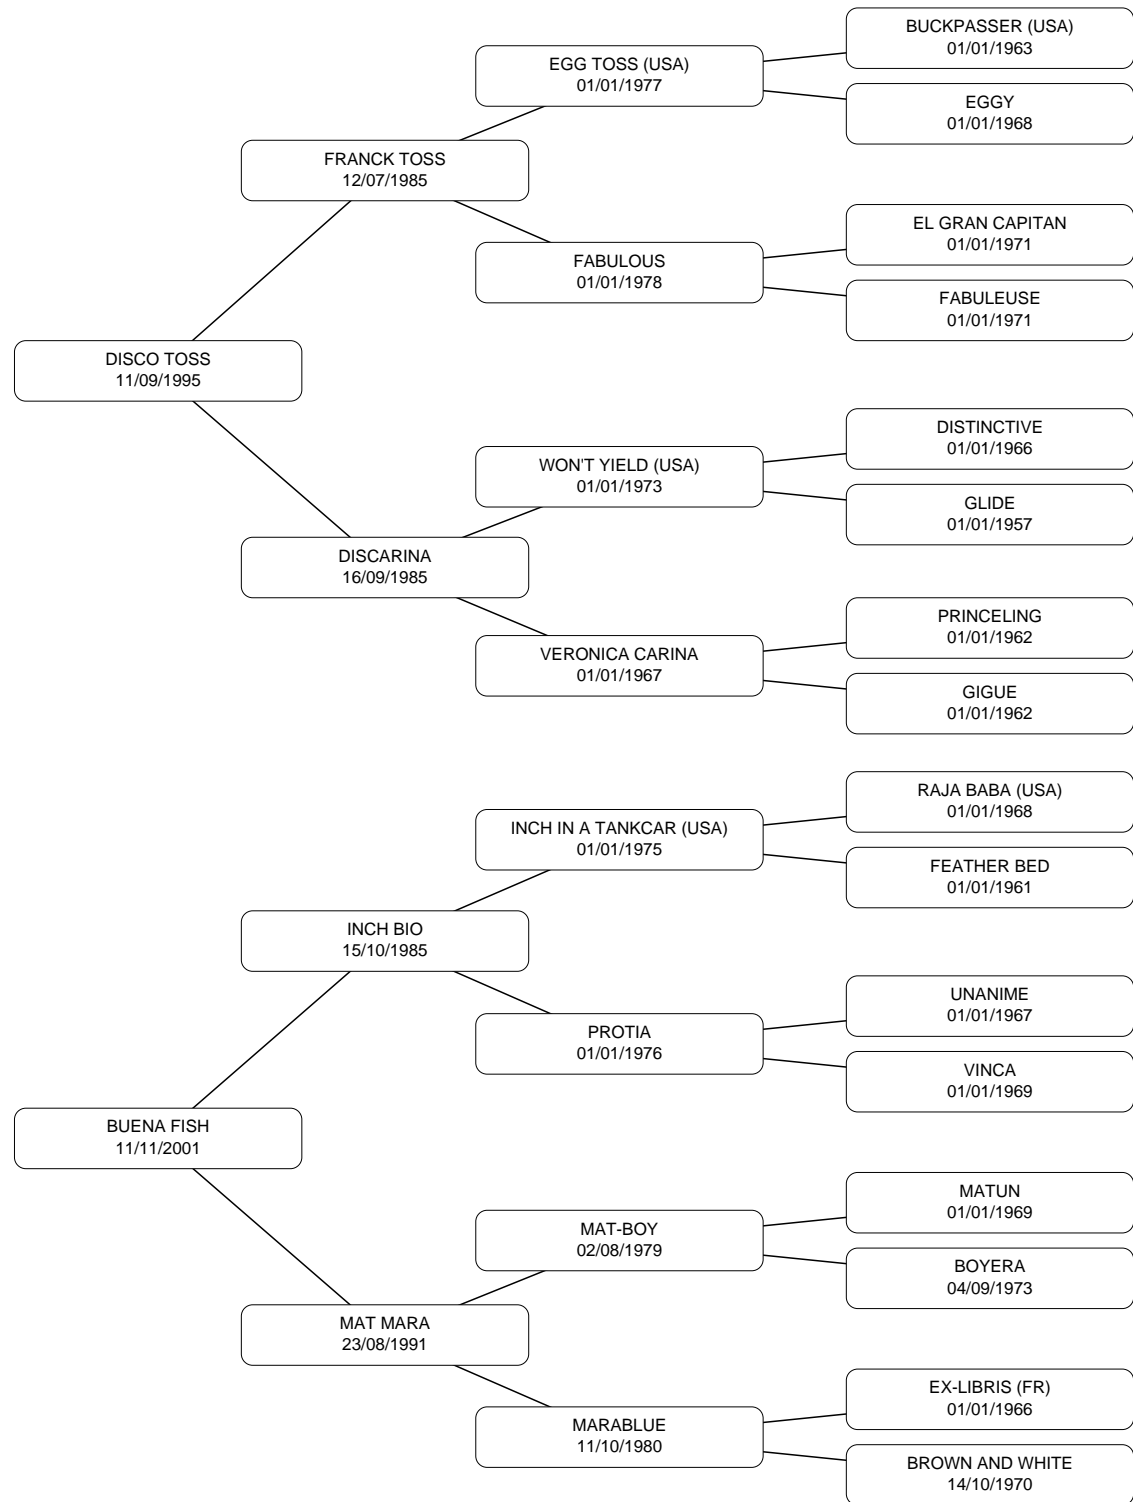 BUCKPASSER (USA)
01/01/1963
EGG TOSS (USA)
01/01/1977
EGGY
01/01/1968
FRANCK TOSS
12/07/1985
EL GRAN CAPITAN
01/01/1971
FABULOUS
01/01/1978
FABULEUSE
01/01/1971
DISCO TOSS
11/09/1995
DISTINCTIVE
01/01/1966
WON'T YIELD (USA)
01/01/1973
GLIDE
01/01/1957
DISCARINA
16/09/1985
PRINCELING
01/01/1962
VERONICA CARINA
01/01/1967
GIGUE
01/01/1962
RAJA BABA (USA)
01/01/1968
INCH IN A TANKCAR (USA)
01/01/1975
FEATHER BED
01/01/1961
INCH BIO
15/10/1985
UNANIME
01/01/1967
PROTIA
01/01/1976
VINCA
01/01/1969
BUENA FISH
11/11/2001
MATUN
01/01/1969
MAT-BOY
02/08/1979
BOYERA
04/09/1973
MAT MARA
23/08/1991
EX-LIBRIS (FR)
01/01/1966
MARABLUE
11/10/1980
BROWN AND WHITE
14/10/1970